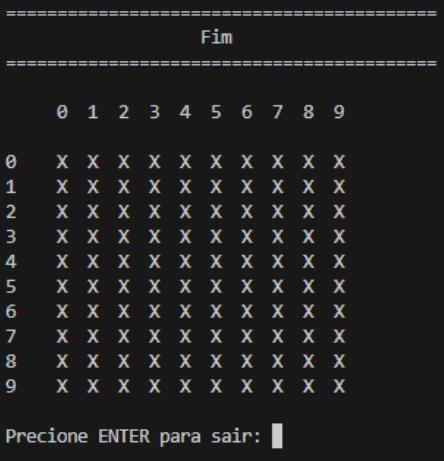 ==========================================
Fim
==========================================
0 1 2 3 4 5 6 7 8 9
0 X X X X X X X X X X
1 X X X X X X X X X X
2 X X X X X X X X X X
3 X X X X X X X X X X
4 X X X X X X X X X X
5 X X X X X X X X X X
6 X X X X X X X X X X
7 X X X X X X X X X X
8 X X X X X X X X X X
9 X X X X X X X X X X
Precione ENTER para sair: